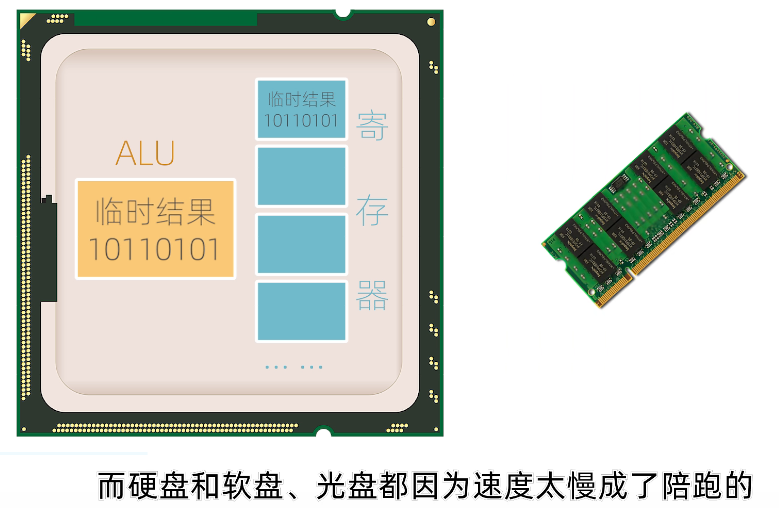 临时结果
10110101
寄存器
ALU
临时结果
10110101
... ...
而硬盘和软盘、光盘都因为速度太慢成了陪跑的